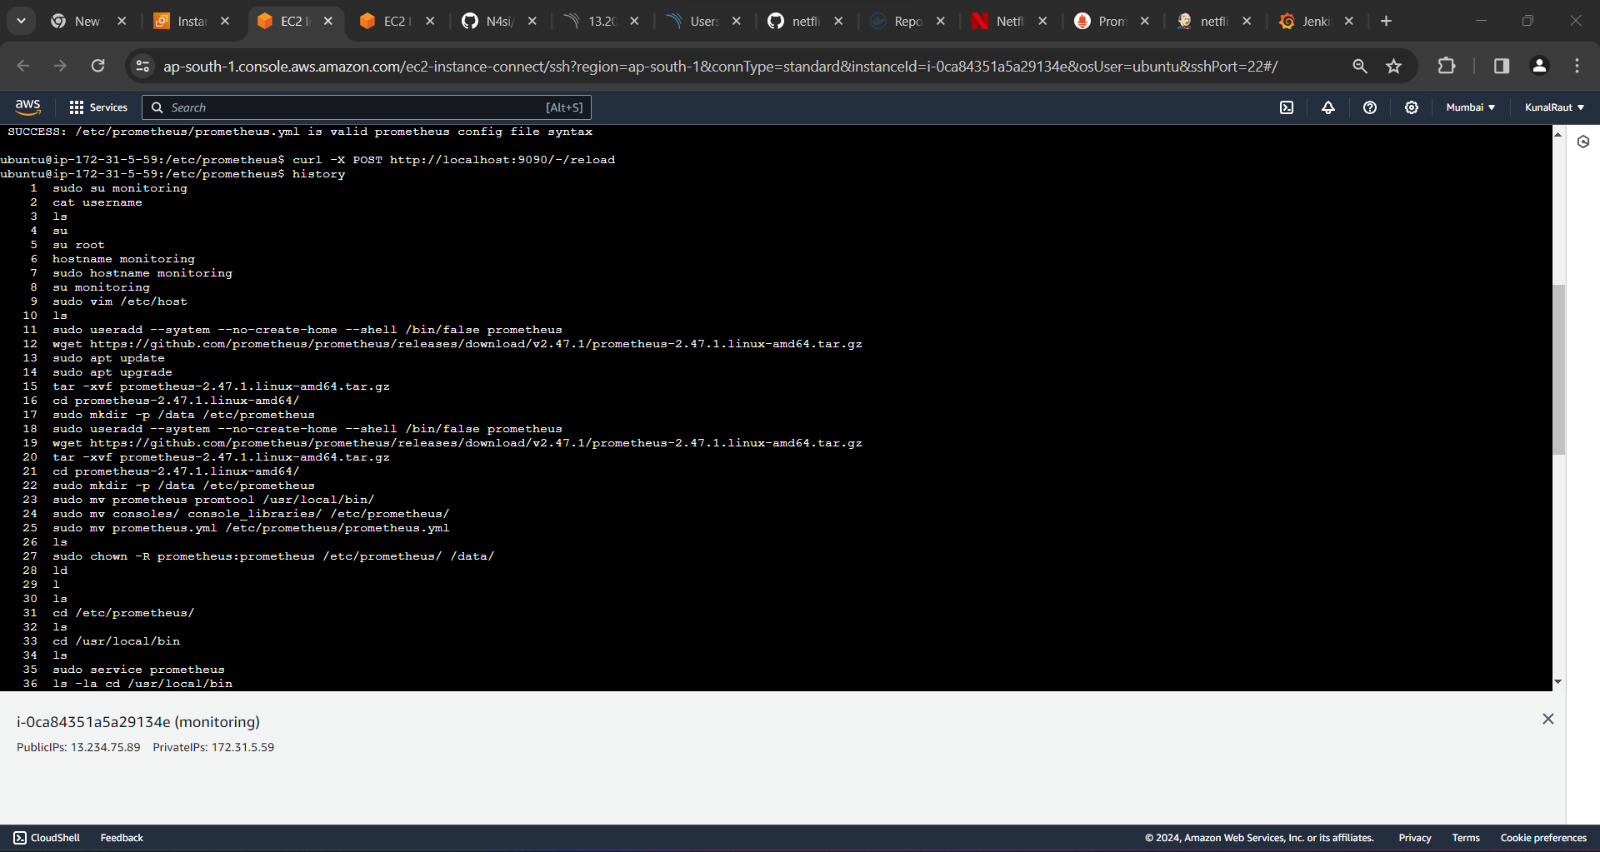 New
Instar
EC2 I
EC2 I
N4si/
13.20
Users
netfli
Repo
Netfl
Prom
netfli
Jenki
ap-south-1.console.aws.amazon.com/ec2-instance-connect/ssh?region=ap-south-1&connType=standard&instanceId=i-0ca84351a5a29134e&osUser=ubuntu&sshPort=22#/
aws
Services
Search
[Alt+S]
Mumbai
KunalRaut
SUCCESS: /etc/prometheus/prometheus.yml is valid prometheus config file syntax
ubuntu@ip-172-31-5-59:/etc/prometheus$ curl -X POST http://localhost:9090/-/reload
ubuntu@ip-172-31-5-59:/etc/prometheus$ history
1 sudo su monitoring
2 cat username
3 ls
4 su
5 su root
6 hostname monitoring
7 sudo hostname monitoring
8 su monitoring
9 sudo vim /etc/host
10 ls
11 sudo useradd --system --no-create-home --shell /bin/false prometheus
12 wget https://github.com/prometheus/prometheus/releases/download/v2.47.1/prometheus-2.47.1.linux-amd64.tar.gz
13 sudo apt update
14 sudo apt upgrade
15 tar -xvf prometheus-2.47.1.linux-amd64.tar.gz
16 cd prometheus-2.47.1.linux-amd64/
17 sudo mkdir -p /data /etc/prometheus
18 sudo useradd --system --no-create-home --shell /bin/false prometheus
19 wget https://github.com/prometheus/prometheus/releases/download/v2.47.1/prometheus-2.47.1.linux-amd64.tar.gz
20 tar -xvf prometheus-2.47.1.linux-amd64.tar.gz
21 cd prometheus-2.47.1.linux-amd64/
22 sudo mkdir -p /data /etc/prometheus
23 sudo mv prometheus promtool /usr/local/bin/
24 sudo mv consoles/ console_libraries/ /etc/prometheus/
25 sudo mv prometheus.yml /etc/prometheus/prometheus.yml
26 ls
27 sudo chown -R prometheus:prometheus /etc/prometheus/ /data/
28 ld
29 l
30 ls
31 cd /etc/prometheus/
32 ls
33 cd /usr/local/bin
34 ls
35 sudo service prometheus
36 ls -la cd /usr/local/bin
i-0ca84351a5a29134e (monitoring)
PublicIPs: 13.234.75.89 PrivateIPs: 172.31.5.59
CloudShell
Feedback
© 2024, Amazon Web Services, Inc. or its affiliates.
Privacy
Terms
Cookie preferences